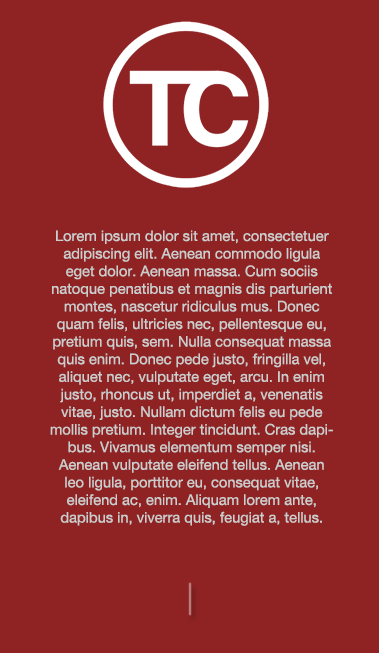 TC
Lorem ipsum dolor sit amet, consectetuer
adipiscing elit. Aenean commodo ligula
eget dolor. Aenean massa. Cum sociis
natoque penatibus et magnis dis parturient
montes, nascetur ridiculus mus. Donec
quam felis, ultricies nec, pellentesque eu,
pretium quis, sem. Nulla consequat massa
quis enim. Donec pede justo, fringilla vel,
aliquet nec, vulputate eget, arcu. In enim
justo, rhoncus ut, imperdiet a, venenatis
vitae, justo. Nullam dictum felis eu pede
mollis pretium. Integer tincidunt. Cras dapi-
bus. Vivamus elementum semper nisi.
Aenean vulputate eleifend tellus. Aenean
leo ligula, porttitor eu, consequat vitae,
eleifend ac, enim. Aliquam lorem ante,
dapibus in, viverra quis, feugiat a, tellus.